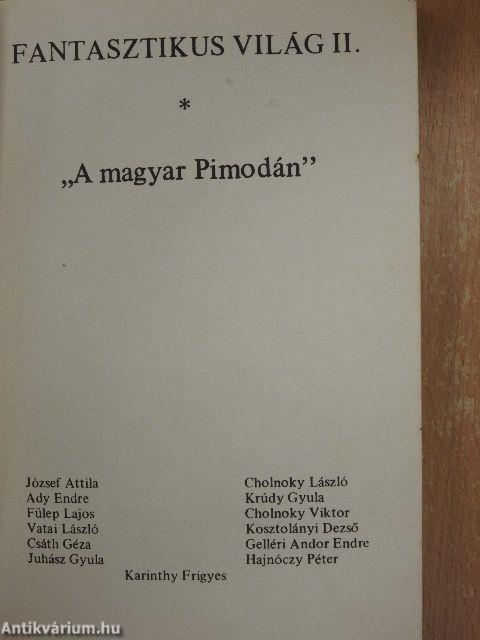 FANTASZTIKUS VILÁG II.
*
„A magyar Pimodán”
József Attila
Ady Endre
Fülep Lajos
Vatai László
Csáth Géza
Juhász Gyula
Cholnoky László
Krúdy Gyula
Cholnoky Viktor
Kosztolányi Dezső
Gelléri Andor Endre
Hajnóczy Péter
Karinthy Frigyes
Antikvárium.hu